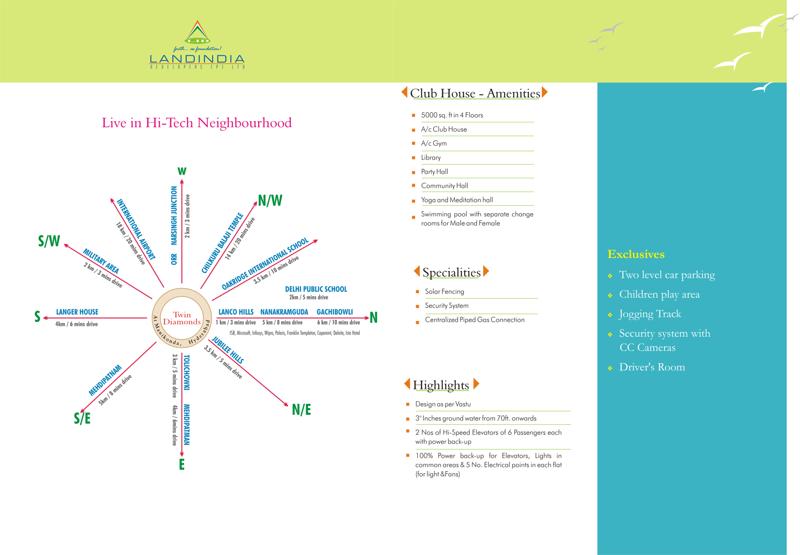 faith... as foundation!
LANDINDIA
DEVELOPERS PVT LTD
Live in Hi-Tech Neighbourhood
W
N/W
S/W
S
N
S/E
N/E
E
INTERNATIONAL AIRPORT
18 km / 20 mins drive
ORR NARSINGH JUNCTION
2 km / 3 mins drive
CHILKURU BALAJI TEMPLE
14 km / 20 mins drive
OAKRIDGE INTERNATIONAL SCHOOL
3.5 km / 10 mins drive
MILITARY AREA
2 km / 3 mins drive
DELHI PUBLIC SCHOOL
2km / 5 mins drive
LANGER HOUSE
4km / 6 mins drive
Twin
Diamonds
At Manikonda, Hyderabad
LANCO HILLS NANAKRAMGUDA GACHIBOWLI
1 km / 3 mins drive 5 km / 8 mins drive 6 km / 10 mins drive
ISB, Microsoft, Infosys, Wipro, Polaris, Franklin Templeton, Capgemini, Deloitte, Iris Hotel
JUBILEE HILLS
3.5 km / 5 mins drive
MEHDIPATNAM
5km / 8 mins drive
TOLICHOWKI MEHDIPATMAN
3 km / 5 mins drive 4km / 6mins drive
Club House - Amenities
5000 sq. ft in 4 Floors
A/c Club House
A/c Gym
Library
Party Hall
Community Hall
Yoga and Meditation hall
Swimming pool with separate change
rooms for Male and Female
Specialities
Solar Fencing
Security System
Centralized Piped Gas Connection
Highlights
Design as per Vastu
3" Inches ground water from 70ft. onwards
2 Nos of Hi-Speed Elevators of 6 Passengers each
with power back-up
100% Power back-up for Elevators, Lights in
common areas & 5 No. Electrical points in each flat
(for light &Fans)
Exclusives
Two level car parking
Children play area
Jogging Track
Security system with
CC Cameras
Driver's Room